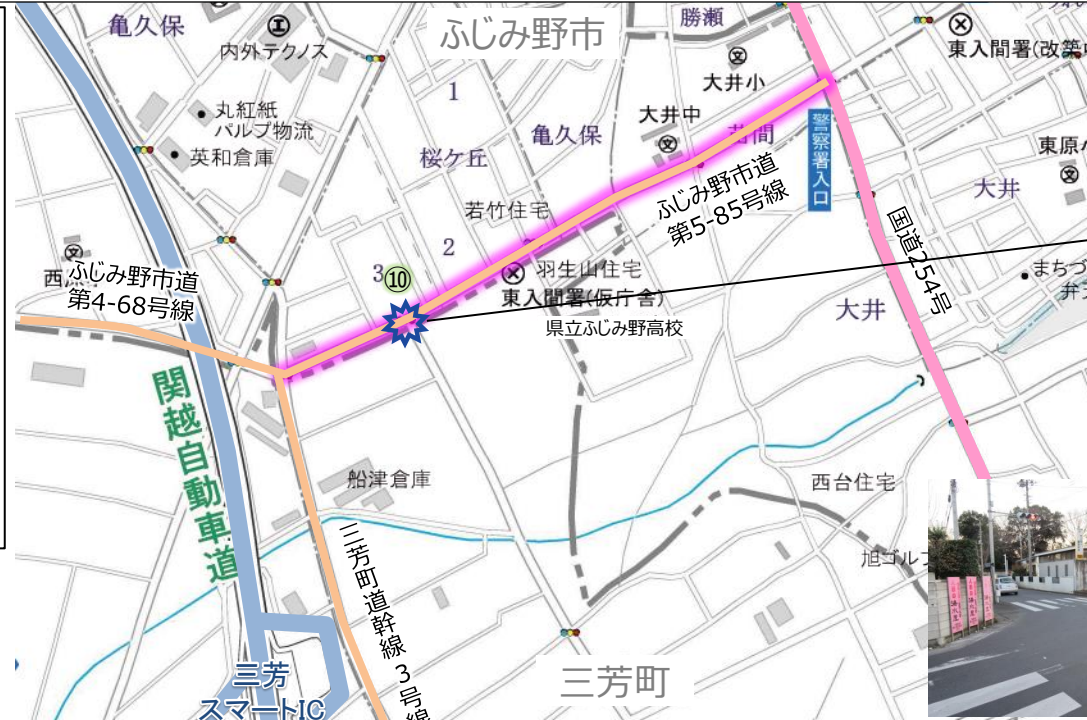 亀久保
内外テクノス
ふじみ野市
勝瀬
東入間署(改築
大井小
丸紅紙
パルプ物流
英和倉庫
1
桜ケ丘
亀久保
大井中
苗間
警察署入口
東原
大井
若竹住宅
ふじみ野市道
第5-85号線
2
3
⑩
羽生山住宅
東入間署(仮庁舎)
県立ふじみ野高校
国道254号
まちづ
弁
大井
西
ふじみ野市道
第4-68号線
関越自動車道
船津倉庫
西台住宅
旭ゴルフ
三芳町道幹線3号線
三芳
スマートIC
三芳町